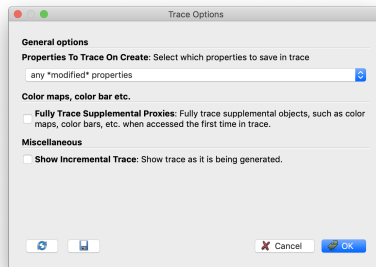 Trace Options
General options
Properties To Trace On Create: Select which properties to save in trace
any *modified* properties
Color maps, color bar etc.
Fully Trace Supplemental Proxies: Fully trace supplemental objects, such as color
maps, color bars, etc. when accessed the first time in trace.
Miscellaneous
Show Incremental Trace: Show trace as it is being generated.
Cancel
OK